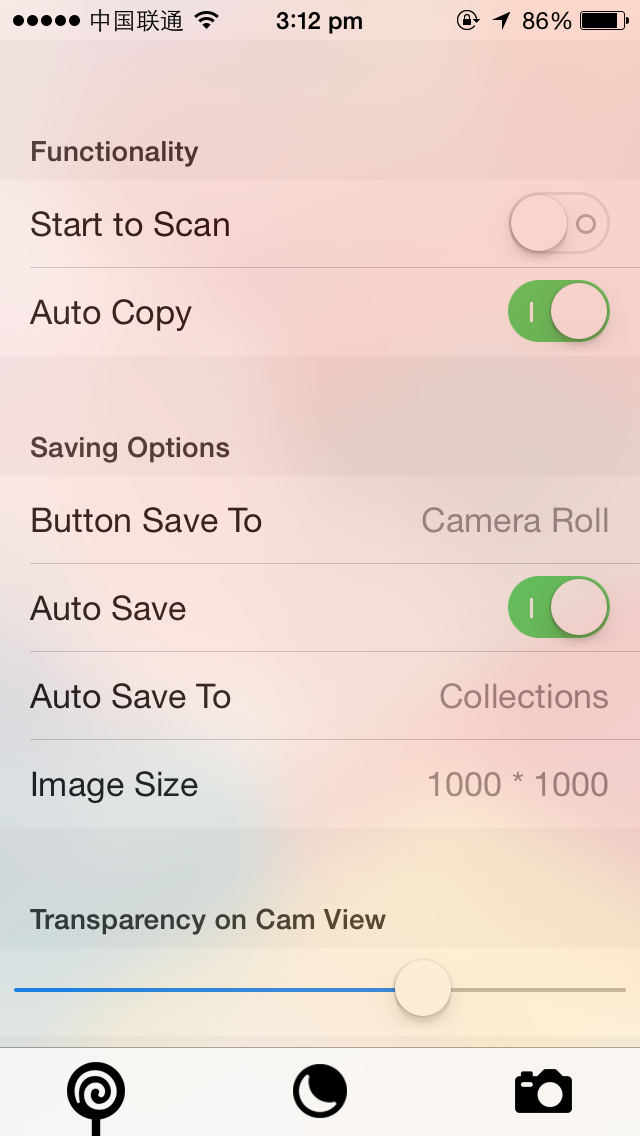 中国联通 3:12 pm 86%
Functionality
Start to Scan
Auto Copy
Saving Options
Button Save To Camera Roll
Auto Save
Auto Save To Collections
Image Size 1000 * 1000
Transparency on Cam View